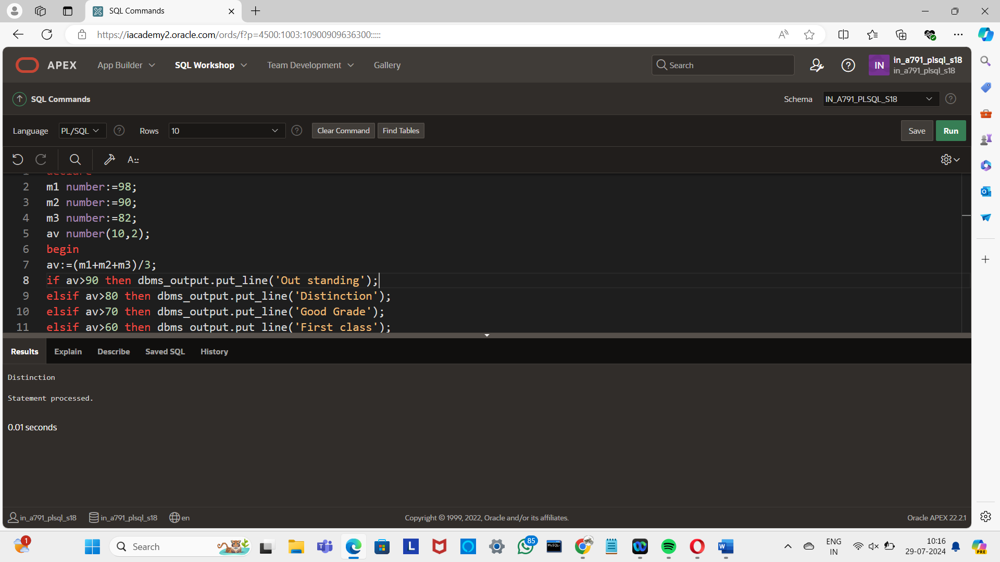 SQL Commands
https://iacademy2.oracle.com/ords/f?p=4500:1003:10900909636300:::::
APEX App Builder SQL Workshop Team Development Gallery Search IN in_a791_plsql_s18
in_a791_plsql_s18
SQL Commands Schema IN_A791_PLSQL_S18
Language PL/SQL Rows 10 Clear Command Find Tables Save Run
A::
1 declare
2 m1 number:=98;
3 m2 number:=90;
4 m3 number:=82;
5 av number(10,2);
6 begin
7 av:=(m1+m2+m3)/3;
8 if av>90 then dbms_output.put_line('Out standing');
9 elsif av>80 then dbms_output.put_line('Distinction');
10 elsif av>70 then dbms_output.put_line('Good Grade');
11 elsif av>60 then dbms_output.put_line('First class');
Results Explain Describe Saved SQL History
Distinction
Statement processed.
0.01 seconds
in_a791_plsql_s18 in_a791_plsql_s18 en Copyright © 1999, 2022, Oracle and/or its affiliates. Oracle APEX 22.2.1
1 Search L MySQL 85 W ENG 10:16
IN 29-07-2024 PRE